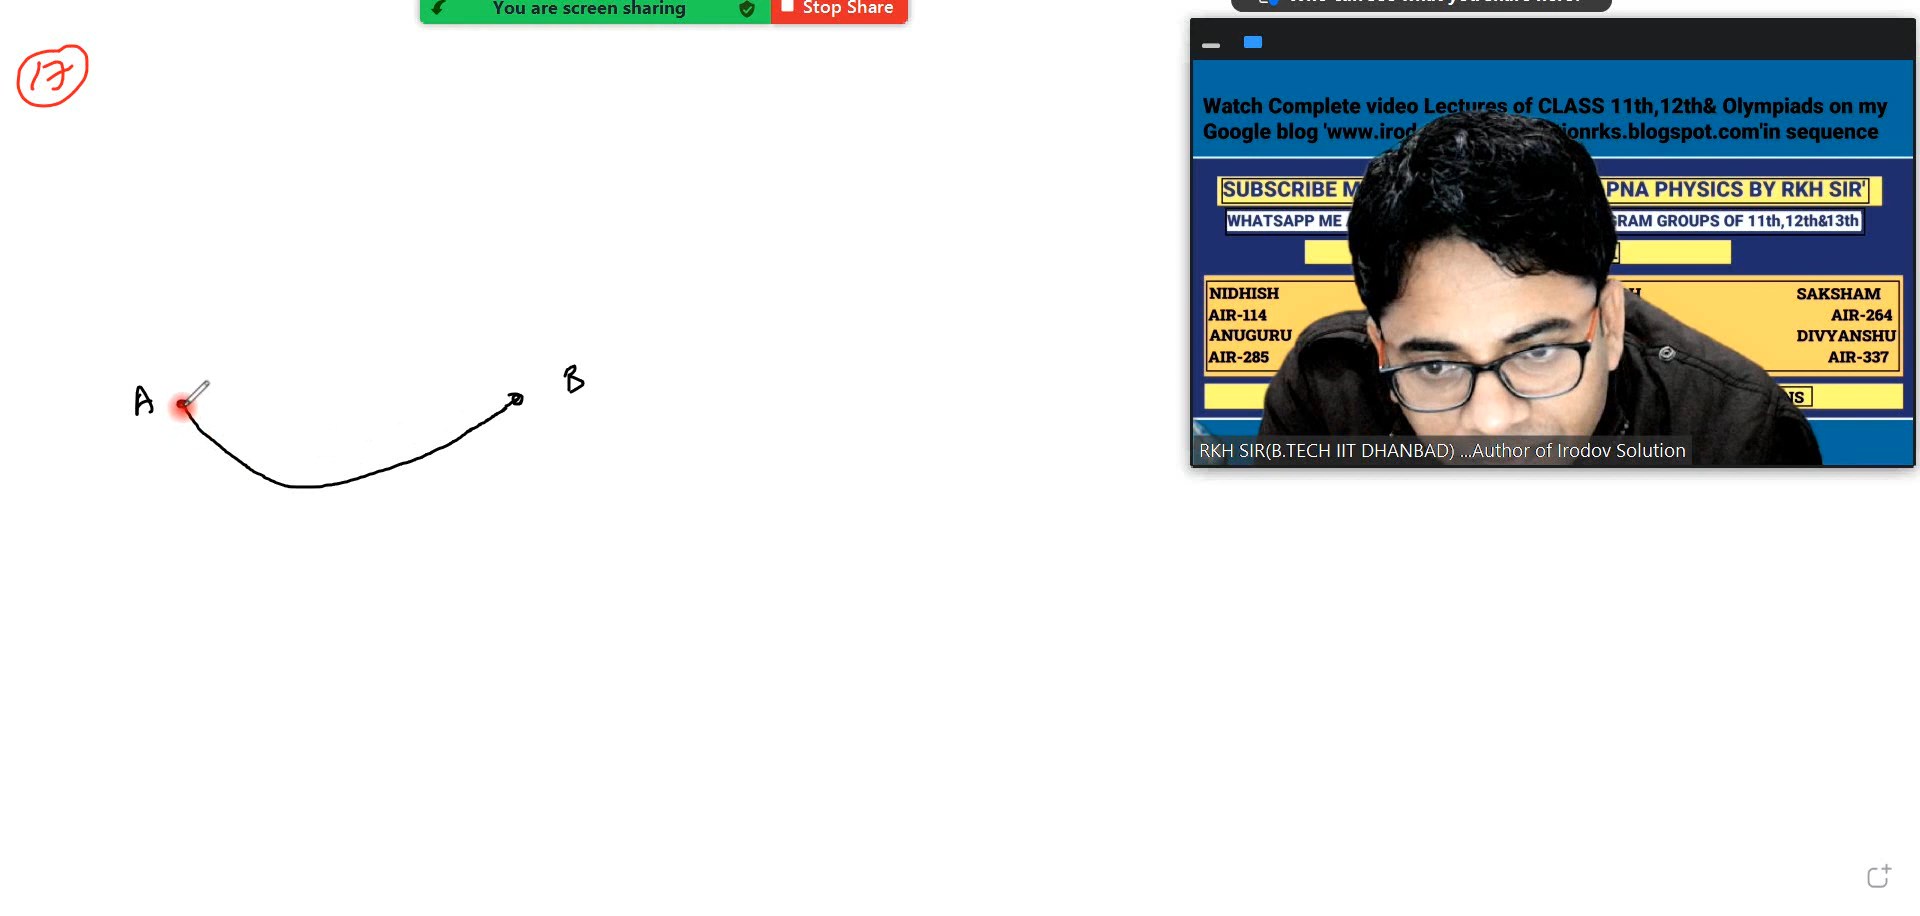 You are screen sharing
Stop Share
17
Watch Complete video Lectures of CLASS 11th,12th& Olympiads on my
Google blog 'www.irod ionrks.blogspot.com'in sequence
SUBSCRIBE M PNA PHYSICS BY RKH SIR'
WHATSAPP ME GRAM GROUPS OF 11th,12th&13th
NIDHISH
AIR-114
ANUGURU
AIR-285
SAKSHAM
AIR-264
DIVYANSHU
AIR-337
RKH SIR(B.TECH IIT DHANBAD) ...Author of Irodov Solution
A
B